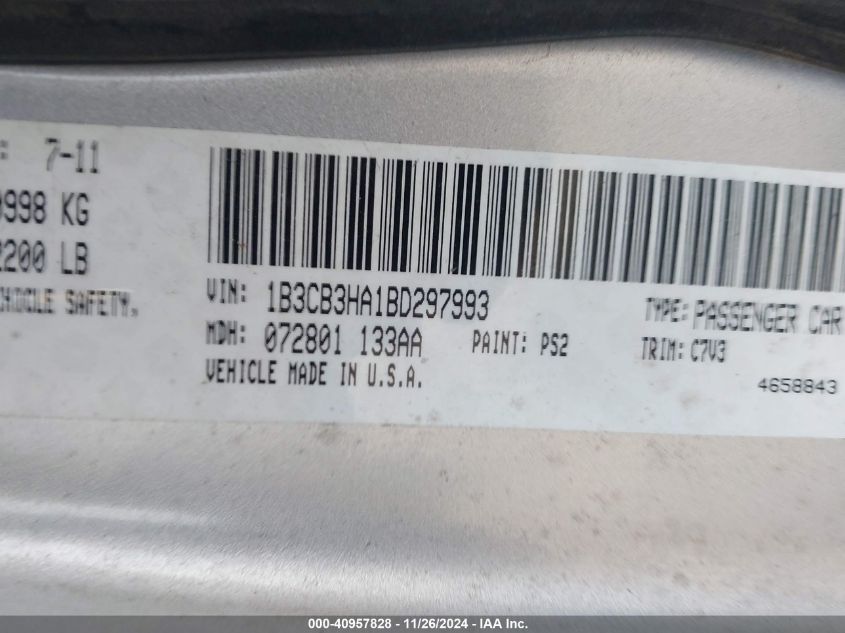 : 7-11
998 KG
200 LB
SAFETY.
VIN: 1B3CB3HA1BD297993
TYPE: PASSENGER CAR
MDH: 072801 133AA
PAINT: PS2
TRIM: C7V3
VEHICLE MADE IN U.S.A.
4658843
000-40957828 - 11/26/2024 - IAA Inc.